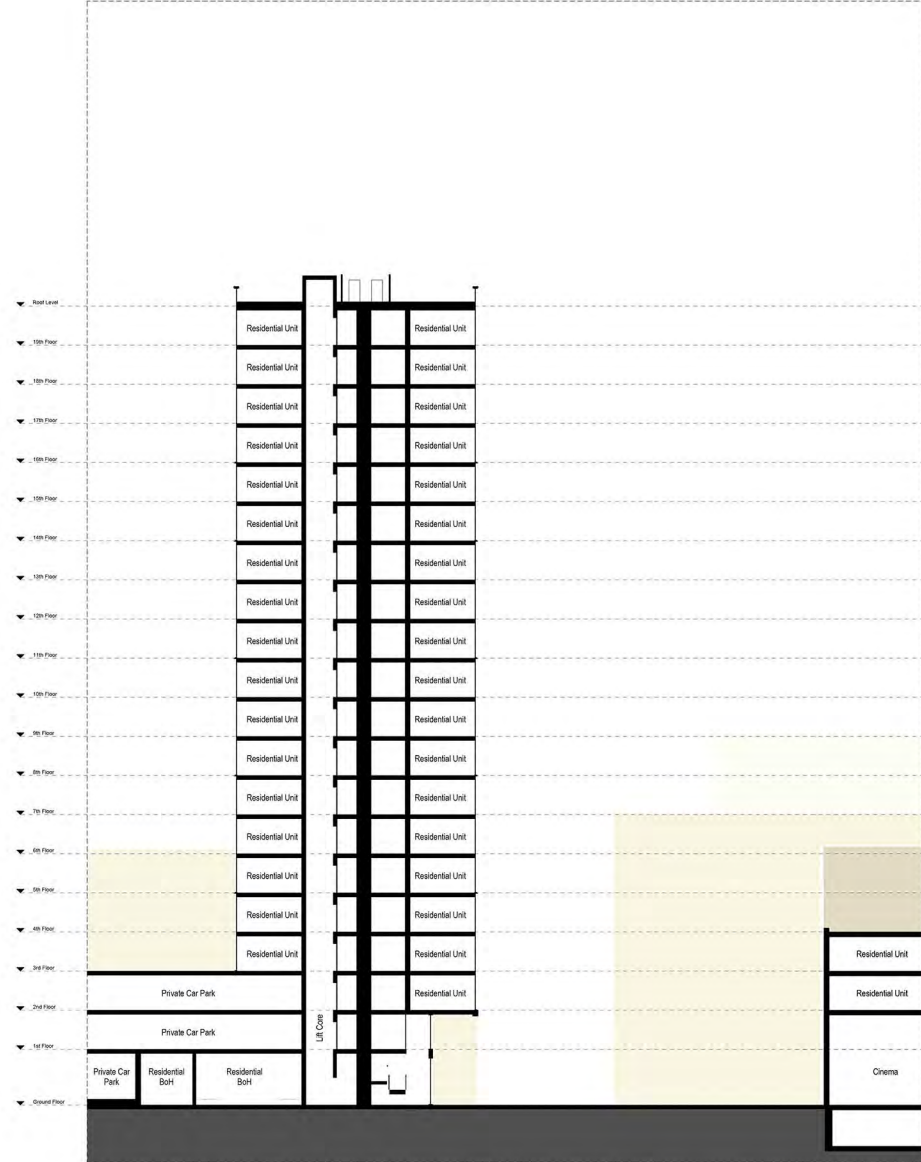 Roof Level
Residential Unit Residential Unit
19th Floor
Residential Unit Residential Unit
18th Floor
Residential Unit Residential Unit
17th Floor
Residential Unit Residential Unit
16th Floor
Residential Unit Residential Unit
15th Floor
Residential Unit Residential Unit
14th Floor
Residential Unit Residential Unit
13th Floor
Residential Unit Residential Unit
12th Floor
Residential Unit Residential Unit
11th Floor
Residential Unit Residential Unit
10th Floor
Residential Unit Residential Unit
9th Floor
Residential Unit Residential Unit
8th Floor
Residential Unit Residential Unit
7th Floor
Residential Unit Residential Unit
6th Floor
Residential Unit Residential Unit
5th Floor
Residential Unit Residential Unit
4th Floor
Residential Unit Residential Unit Residential Unit
3rd Floor
Private Car Park Residential Unit Residential Unit
2nd Floor
Private Car Park
Lift Core
1st Floor
Private Car
Park
Residential
BoH
Residential
BoH
Cinema
Ground Floor